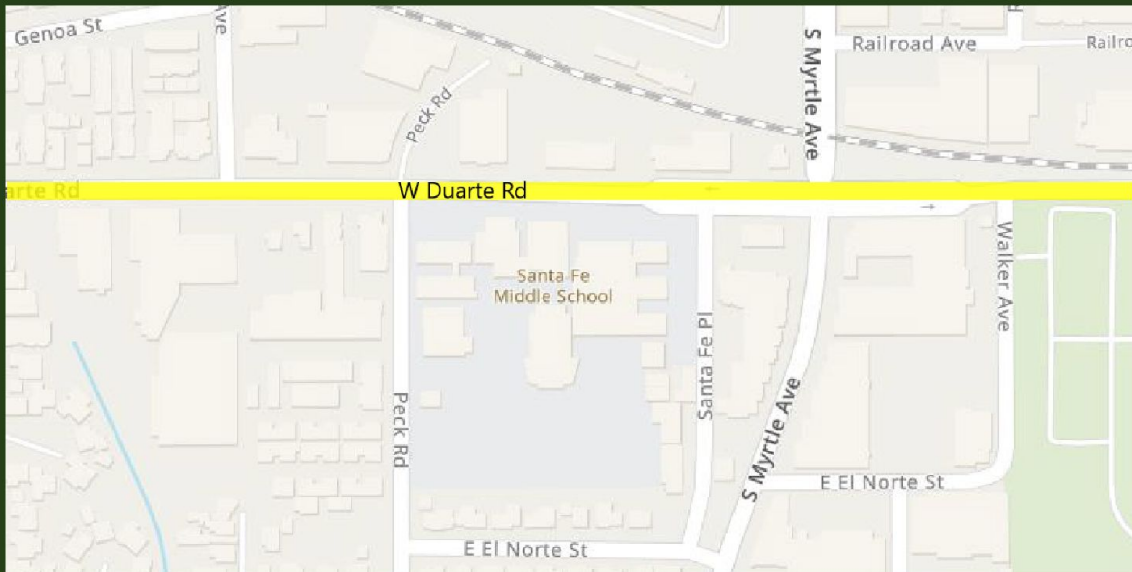 Genoa St
Ave
Peck Rd
S Myrtle Ave
Railroad Ave
arte Rd
W Duarte Rd
←
→
Santa Fe
Middle School
Walker Ave
Santa Fe Pl
Peck Rd
S Myrtle Ave
E El Norte St
E El Norte St